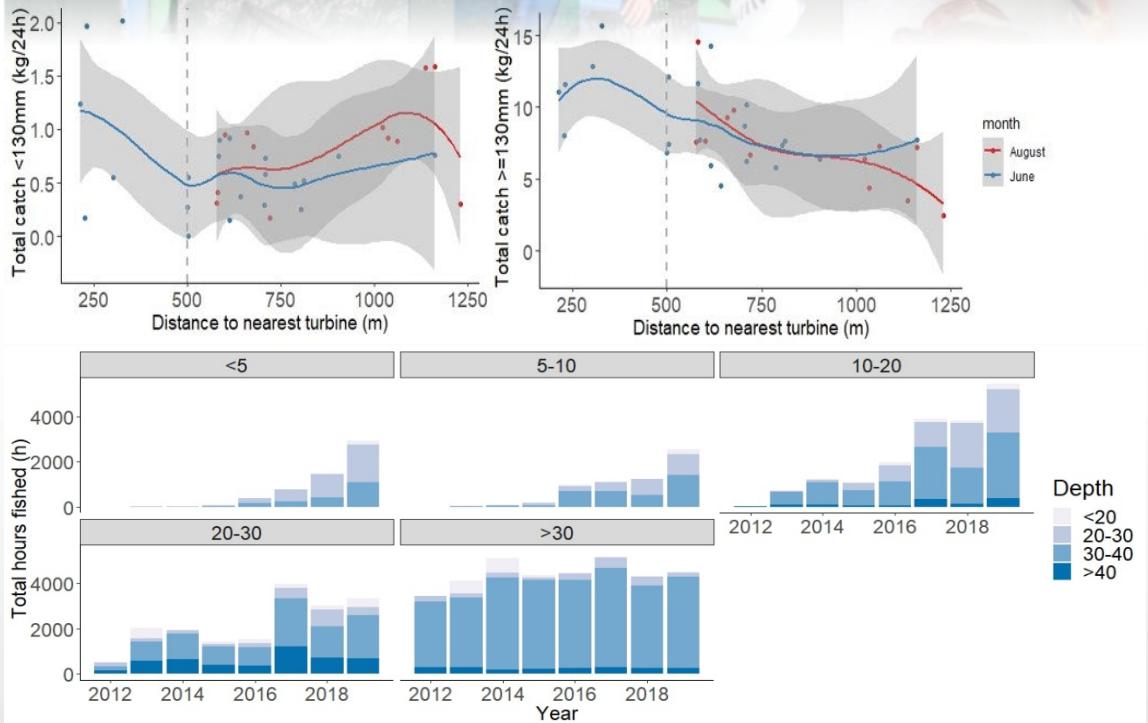 Total catch <130mm (kg/24h)
2.0
1.5
1.0
0.5
0.0
250 500 750 1000 1250
Distance to nearest turbine (m)
Total catch >=130mm (kg/24h)
15
10
5
0
250 500 750 1000 1250
Distance to nearest turbine (m)
month
August
June
Total hours fished (h)
<5
5-10
10-20
4000
2000
0
2012 2014 2016 2018
20-30
>30
4000
2000
0
2012 2014 2016 2018
2012 2014 2016 2018
Year
Depth
<20
20-30
30-40
>40